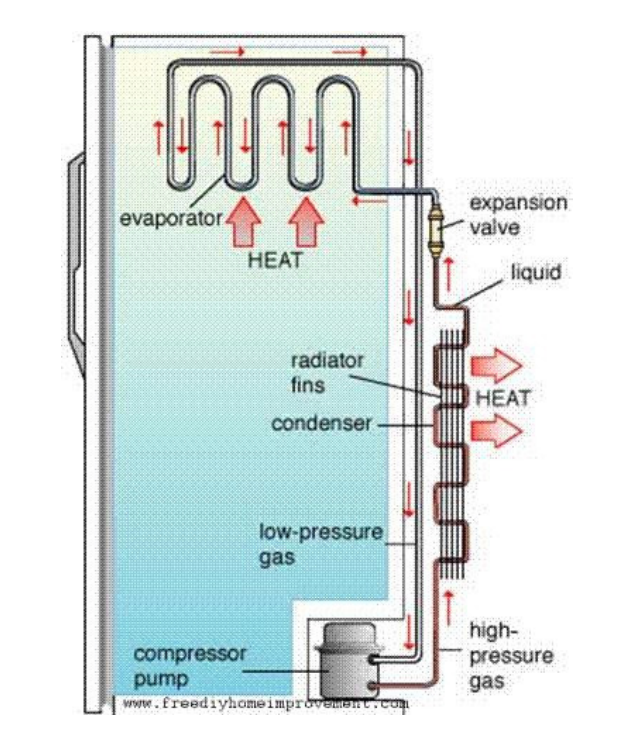 evaporator
HEAT
expansion
valve
liquid
radiator
fins
HEAT
condenser
low-pressure
gas
compressor
pump
high-
pressure
gas
www.freediyhomeimprovement.com